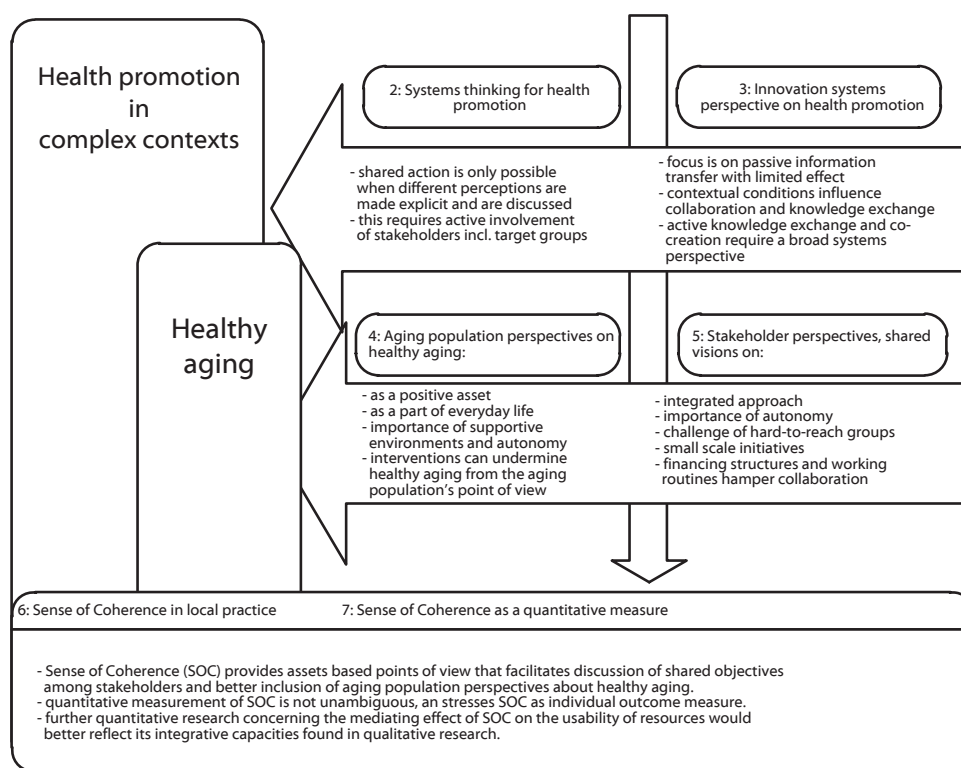 Health promotion
in
complex contexts
2: Systems thinking for health
promotion
3: Innovation systems
perspective on health promotion
- shared action is only possible
when different perceptions are
made explicit and are discussed
- this requires active involvement
of stakeholders incl. target groups
- focus is on passive information
transfer with limited effect
- contextual conditions influence
collaboration and knowledge exchange
- active knowledge exchange and co-
creation require a broad systems
perspective
Healthy
aging
4: Aging population perspectives on
healthy aging:
5: Stakeholder perspectives, shared
visions on:
- as a positive asset
- as a part of everyday life
- importance of supportive
environments and autonomy
- interventions can undermine
healthy aging from the aging
population's point of view
- integrated approach
- importance of autonomy
- challenge of hard-to-reach groups
- small scale initiatives
- financing structures and working
routines hamper collaboration
6: Sense of Coherence in local practice
7: Sense of Coherence as a quantitative measure
- Sense of Coherence (SOC) provides assets based points of view that facilitates discussion of shared objectives
among stakeholders and better inclusion of aging population perspectives about healthy aging.
- quantitative measurement of SOC is not unambiguous, an stresses SOC as individual outcome measure.
- further quantitative research concerning the mediating effect of SOC on the usability of resources would
better reflect its integrative capacities found in qualitative research.